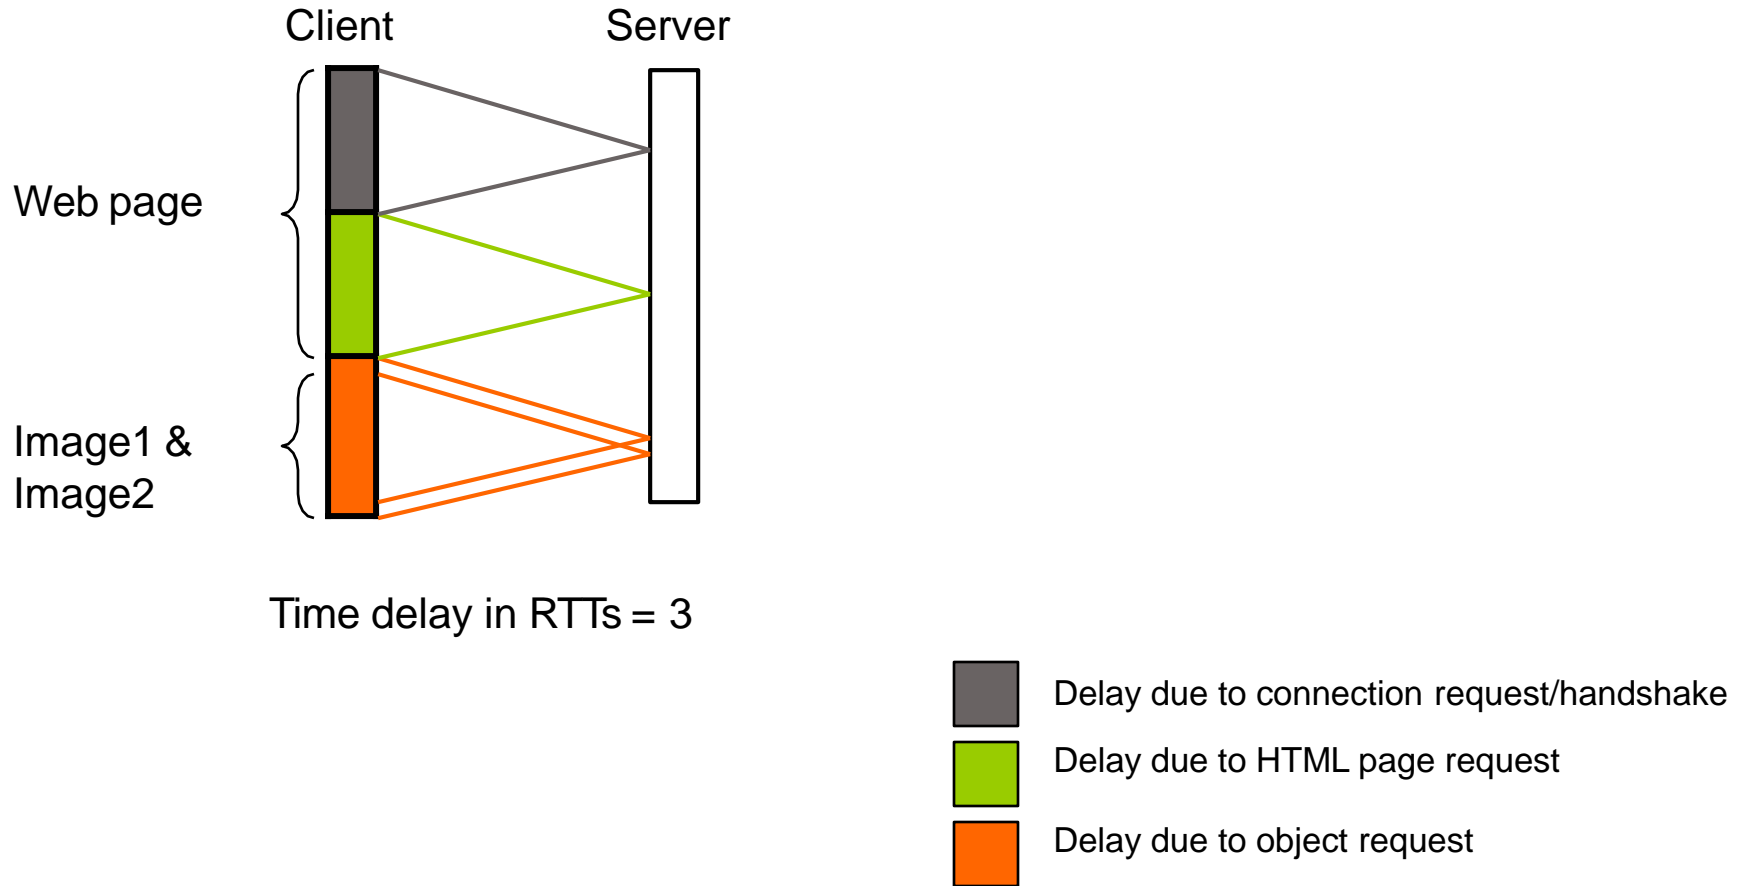 Client
Server
Web page
Image1 &
Image2
Time delay in RTTs = 3
Delay due to connection request/handshake
Delay due to HTML page request
Delay due to object request